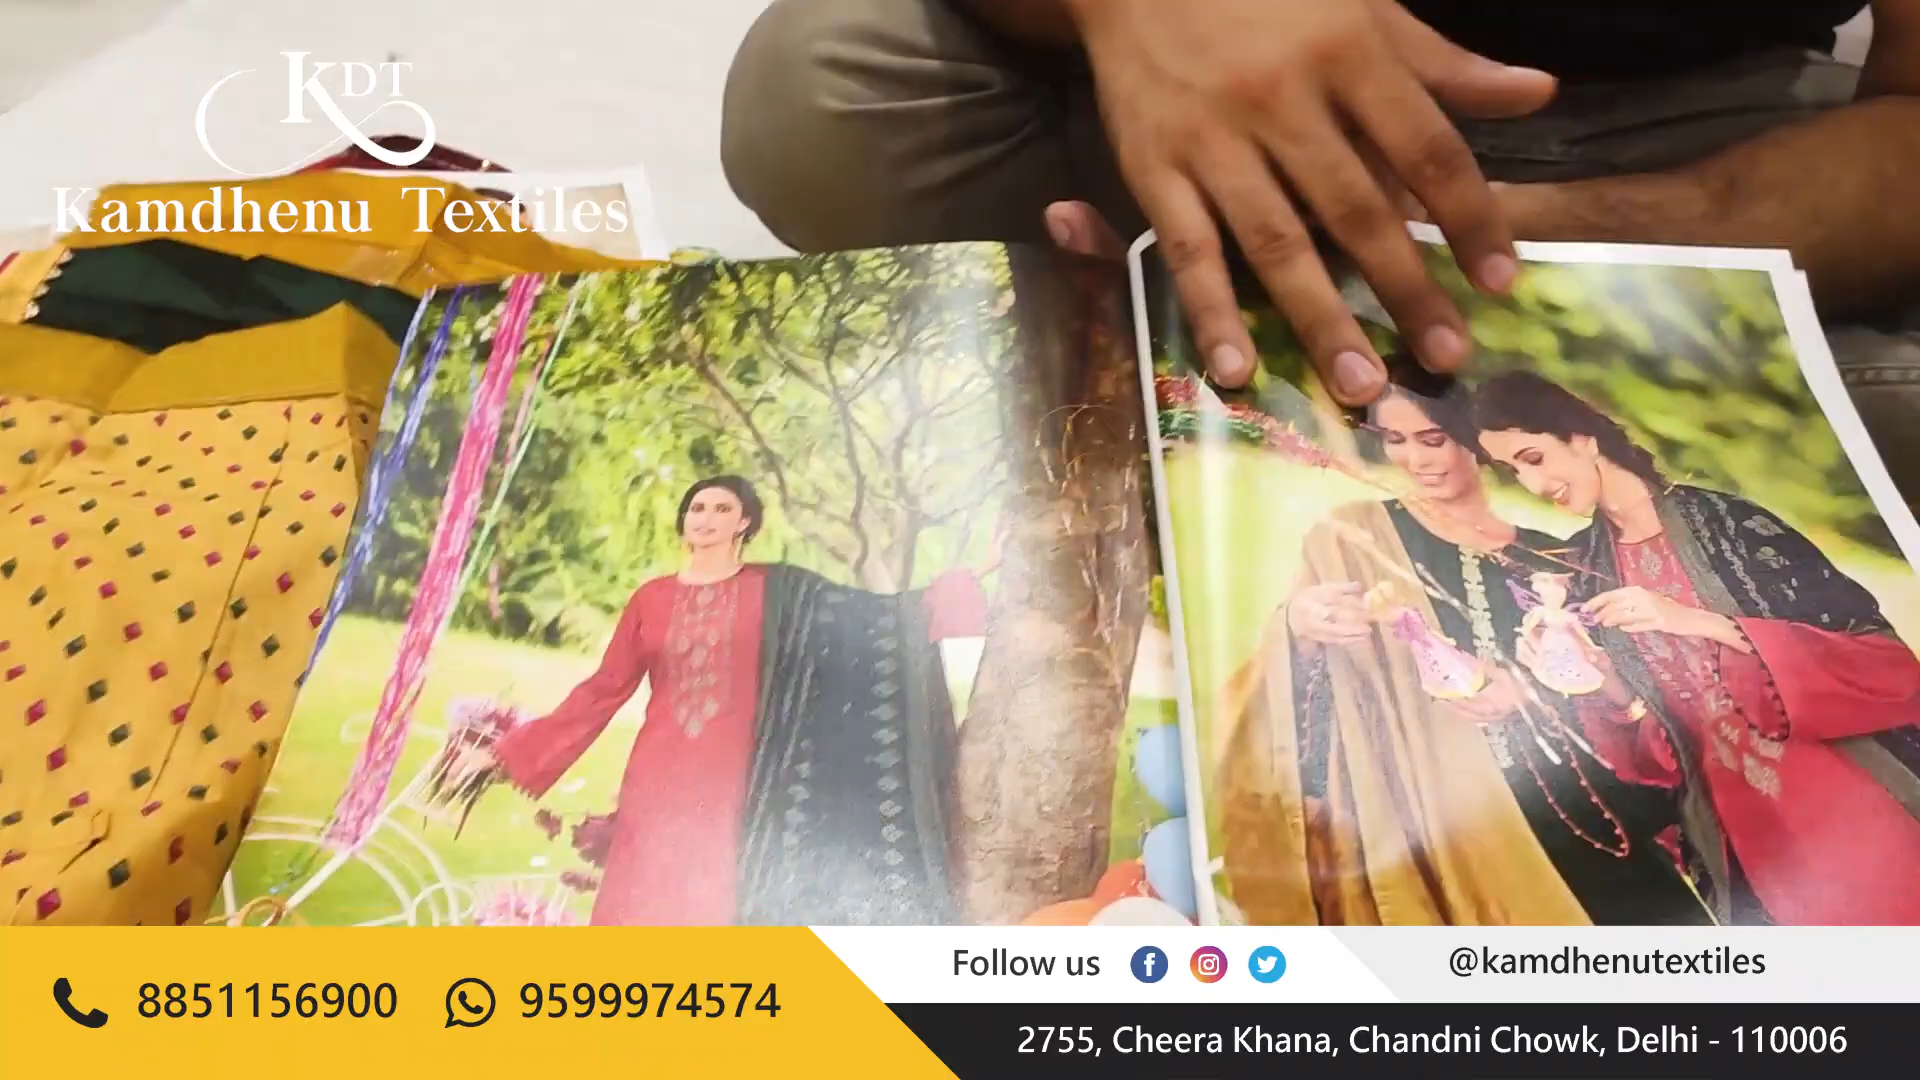 KDT
Kamdhenu Textiles
8851156900
9599974574
Follow us
@kamdhenutextiles
2755, Cheera Khana, Chandni Chowk, Delhi - 110006